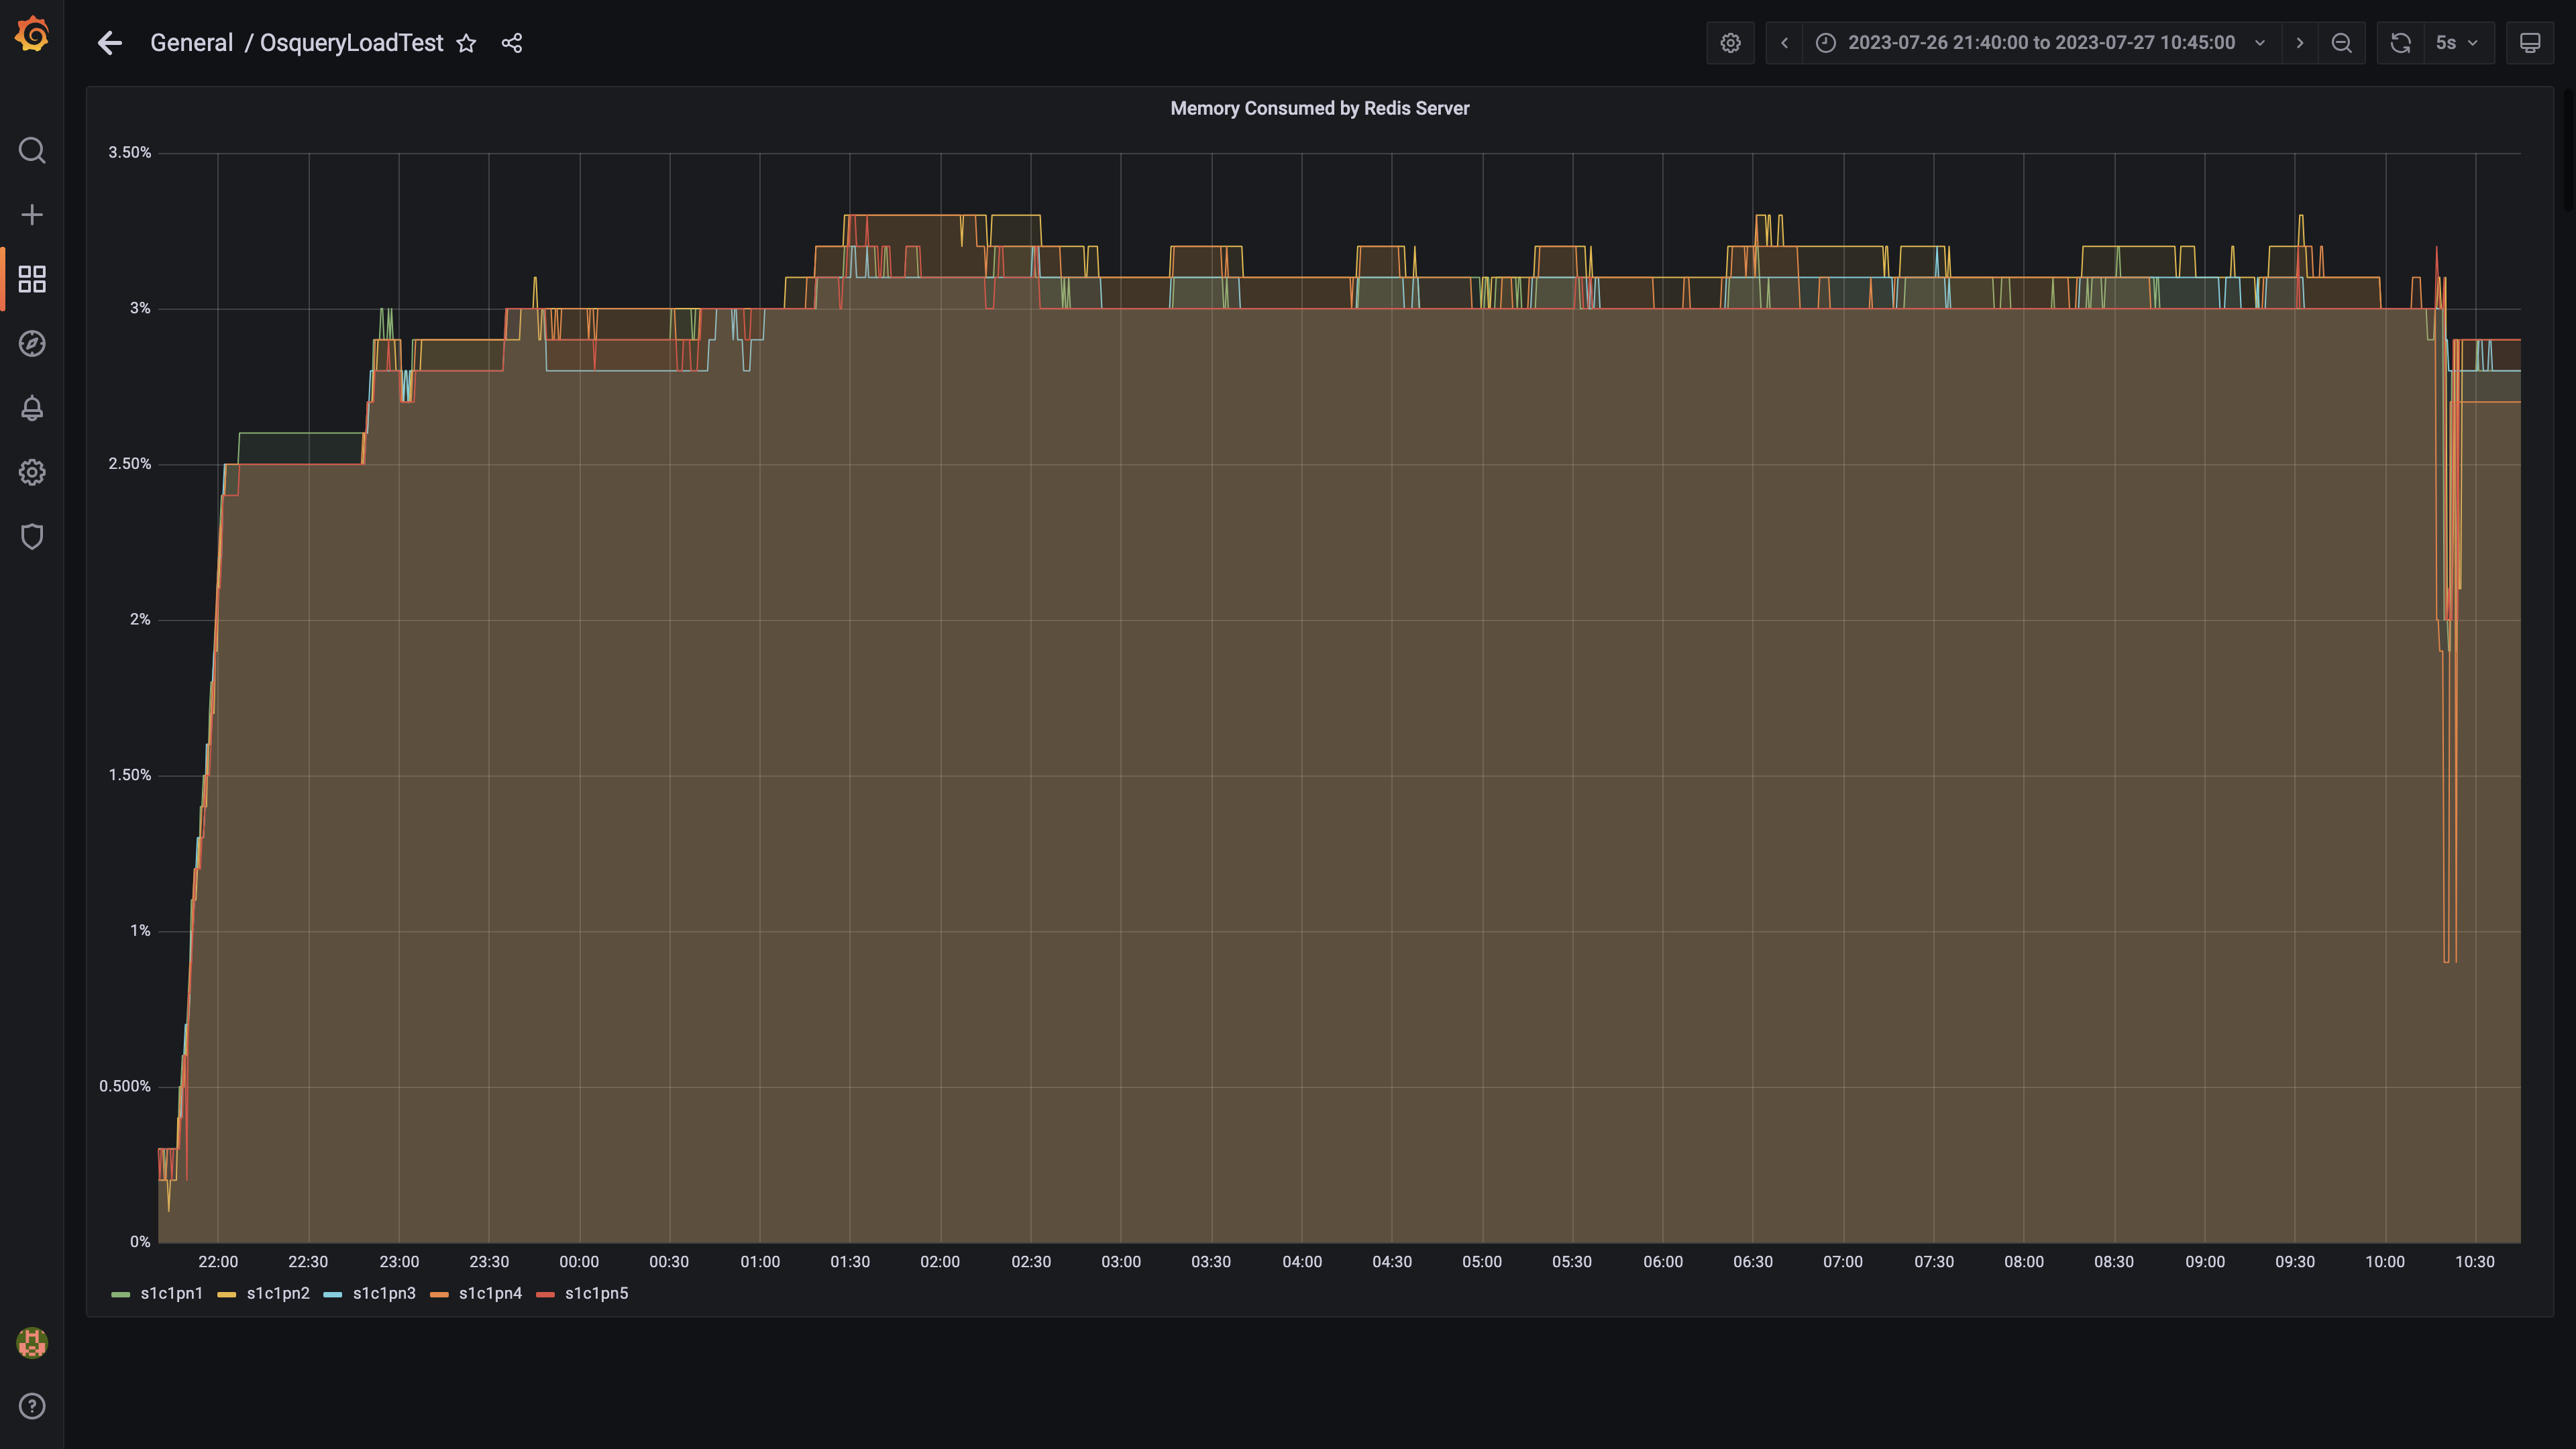 General / OsqueryLoadTest
2023-07-26 21:40:00 to 2023-07-27 10:45:00
5s
Memory Consumed by Redis Server
3.50%
3%
2.50%
2%
1.50%
1%
0.500%
0%
22:00 22:30 23:00 23:30 00:00 00:30 01:00 01:30 02:00 02:30 03:00 03:30 04:00 04:30 05:00 05:30 06:00 06:30 07:00 07:30 08:00 08:30 09:00 09:30 10:00 10:30
s1c1pn1 s1c1pn2 s1c1pn3 s1c1pn4 s1c1pn5